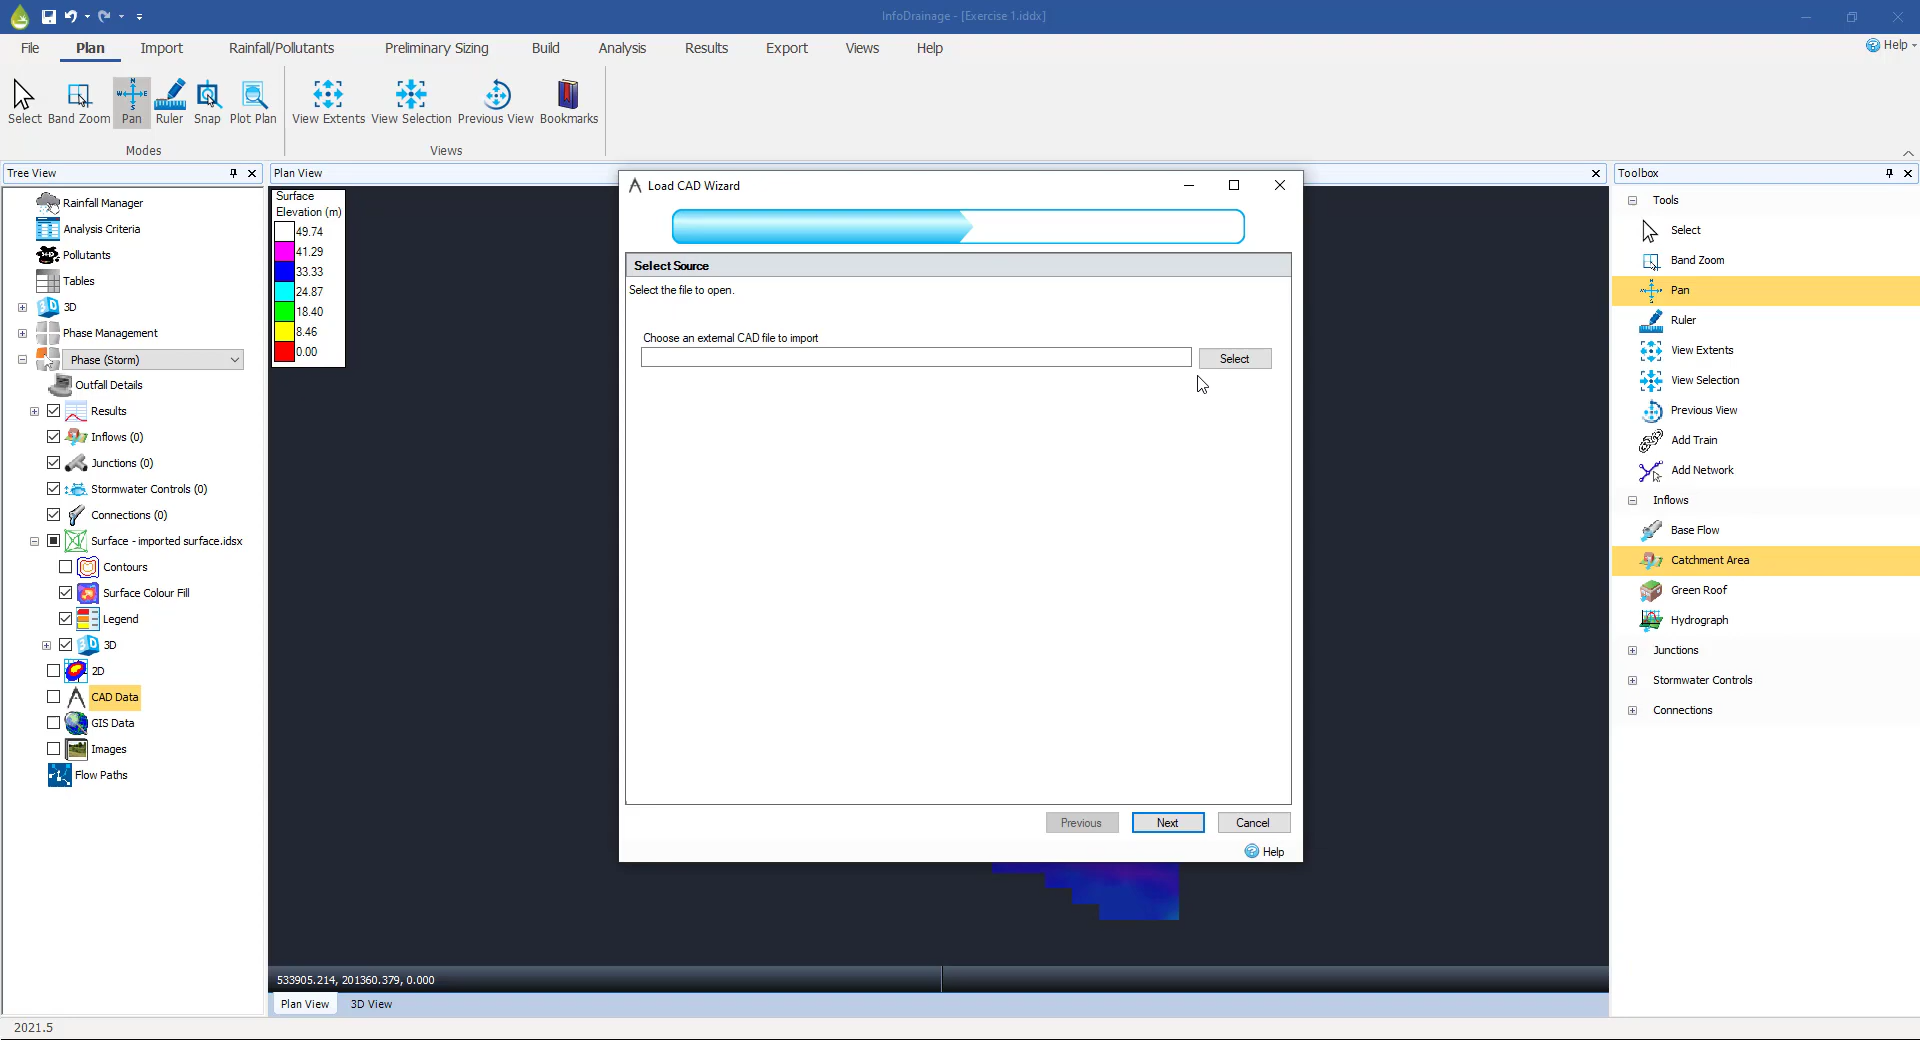 InfoDrainage - [Exercise 1.iddx]
File
Plan
Import
Rainfall/Pollutants
Preliminary Sizing
Build
Analysis
Results
Export
Views
Help
Help
Select
Band Zoom
Pan
Ruler
Snap
Plot Plan
View Extents
View Selection
Previous View
Bookmarks
Modes
Views
Tree View
Rainfall Manager
Analysis Criteria
Pollutants
Tables
3D
Phase Management
Phase (Storm)
Outfall Details
Results
Inflows (0)
Junctions (0)
Stormwater Controls (0)
Connections (0)
Surface - imported surface.idsx
Contours
Surface Colour Fill
Legend
3D
2D
CAD Data
GIS Data
Images
Flow Paths
Plan View
Surface
Elevation (m)
49.74
41.29
33.33
24.87
18.40
8.46
0.00
Load CAD Wizard
Select Source
Select the file to open.
Choose an external CAD file to import
Select
Previous
Next
Cancel
Help
533905.214, 201360.379, 0.000
Plan View
3D View
Toolbox
Tools
Select
Band Zoom
Pan
Ruler
View Extents
View Selection
Previous View
Add Train
Add Network
Inflows
Base Flow
Catchment Area
Green Roof
Hydrograph
Junctions
Stormwater Controls
Connections
2021.5